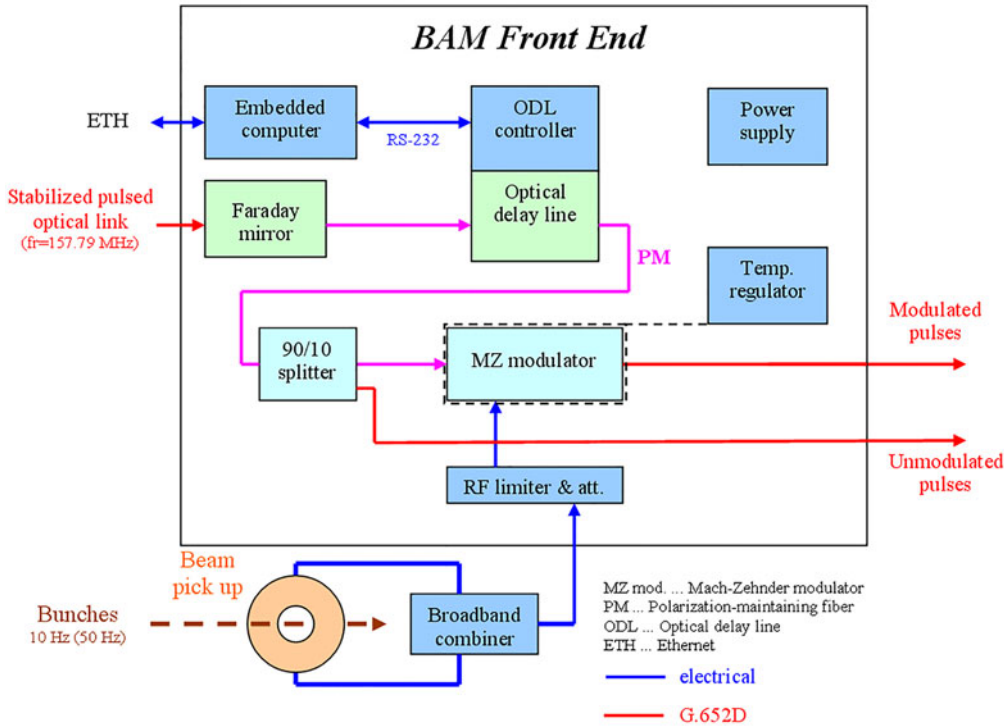 BAM Front End
ETH
Embedded
computer
RS-232
ODL
controller
Power
supply
Stabilized pulsed
optical link
(fr=157.79 MHz)
Faraday
mirror
Optical
delay line
PM
Temp.
regulator
Modulated
pulses
90/10
splitter
MZ modulator
Unmodulated
pulses
RF limiter & att.
Beam
pick up
Bunches
10 Hz (50 Hz)
Broadband
combiner
MZ mod. ... Mach-Zehnder modulator
PM ... Polarization-maintaining fiber
ODL ... Optical delay line
ETH ... Ethernet
electrical
G.652D